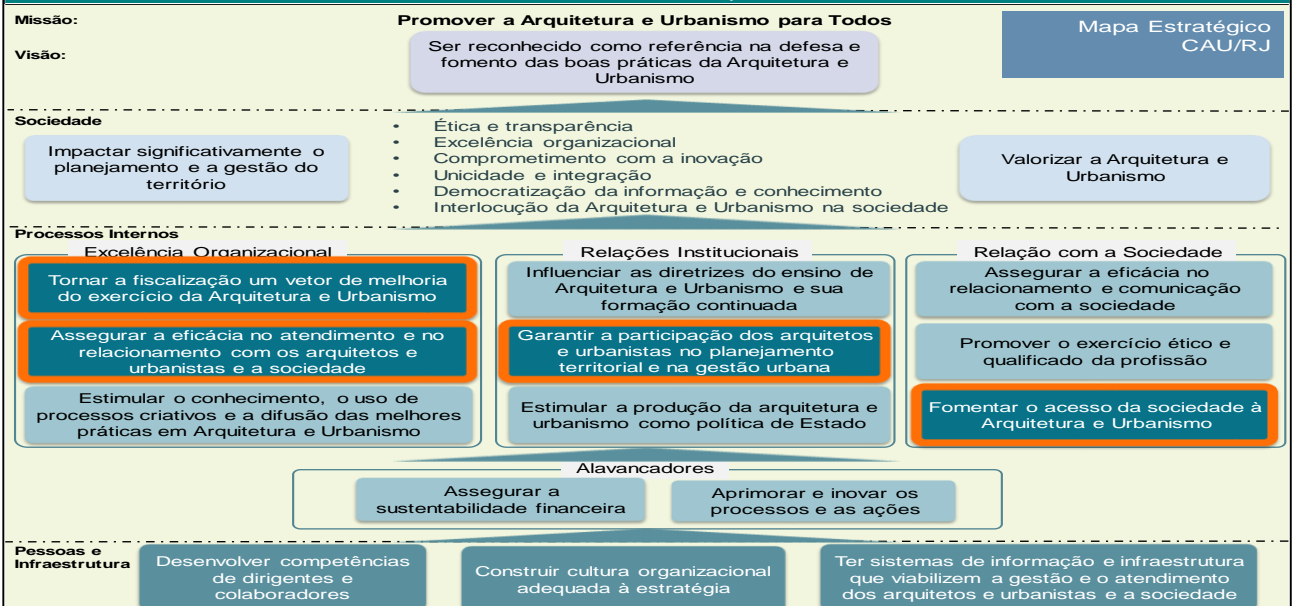 Missão:
Promover a Arquitetura e Urbanismo para Todos
Mapa Estratégico
CAU/RJ
Visão:
Ser reconhecido como referência na defesa e
fomento das boas práticas da Arquitetura e
Urbanismo
Sociedade
Impactar significativamente o
planejamento e a gestão do
território
• Ética e transparência
• Excelência organizacional
• Comprometimento com a inovação
• Unicidade e integração
• Democratização da informação e conhecimento
• Interlocução da Arquitetura e Urbanismo na sociedade
Valorizar a Arquitetura e
Urbanismo
Processos Internos
Excelência Organizacional
Tornar a fiscalização um vetor de melhoria
do exercício da Arquitetura e Urbanismo
Assegurar a eficácia no atendimento e no
relacionamento com os arquitetos e
urbanistas e a sociedade
Estimular o conhecimento, o uso de
processos criativos e a difusão das melhores
práticas em Arquitetura e Urbanismo
Relações Institucionais
Influenciar as diretrizes do ensino de
Arquitetura e Urbanismo e sua
formação continuada
Garantir a participação dos arquitetos
e urbanistas no planejamento
territorial e na gestão urbana
Estimular a produção da arquitetura e
urbanismo como política de Estado
Relação com a Sociedade
Assegurar a eficácia no
relacionamento e comunicação
com a sociedade
Promover o exercício ético e
qualificado da profissão
Fomentar o acesso da sociedade à
Arquitetura e Urbanismo
Alavancadores
Assegurar a
sustentabilidade financeira
Aprimorar e inovar os
processos e as ações
Pessoas e
Infraestrutura
Desenvolver competências
de dirigentes e
colaboradores
Construir cultura organizacional
adequada à estratégia
Ter sistemas de informação e infraestrutura
que viabilizem a gestão e o atendimento
dos arquitetos e urbanistas e a sociedade